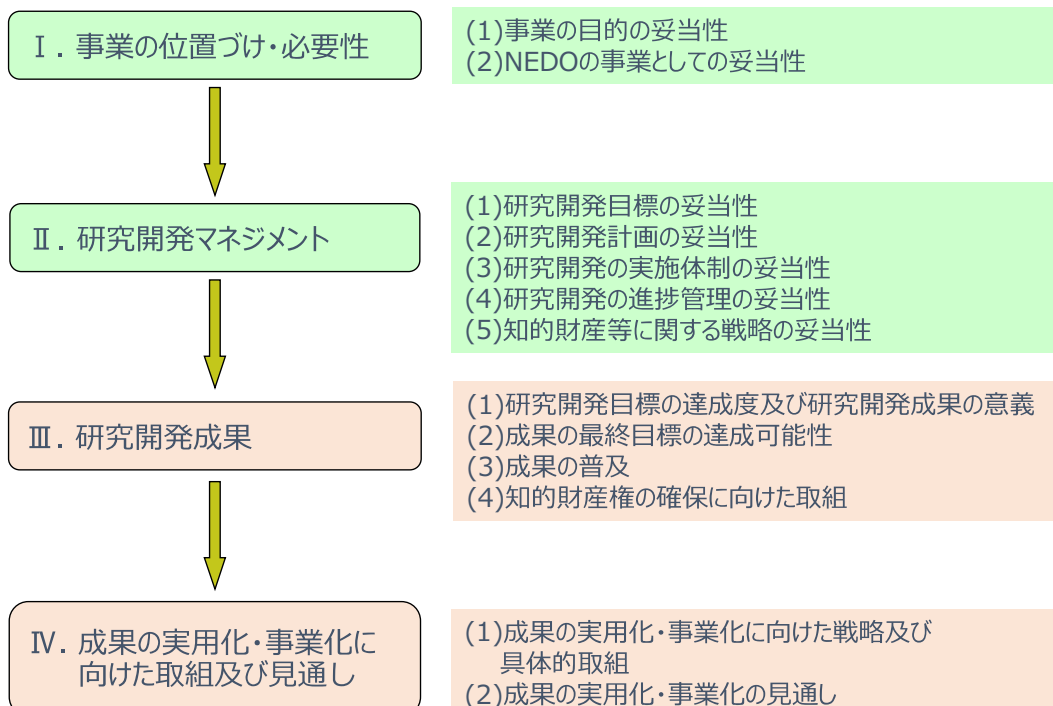 Ⅰ. 事業の位置づけ・必要性
(1)事業の目的の妥当性
(2)NEDOの事業としての妥当性
Ⅱ. 研究開発マネジメント
(1)研究開発目標の妥当性
(2)研究開発計画の妥当性
(3)研究開発の実施体制の妥当性
(4)研究開発の進捗管理の妥当性
(5)知的財産等に関する戦略の妥当性
Ⅲ. 研究開発成果
(1)研究開発目標の達成度及び研究開発成果の意義
(2)成果の最終目標の達成可能性
(3)成果の普及
(4)知的財産権の確保に向けた取組
Ⅳ. 成果の実用化・事業化に
向けた取組及び見通し
(1)成果の実用化・事業化に向けた戦略及び
具体的取組
(2)成果の実用化・事業化の見通し